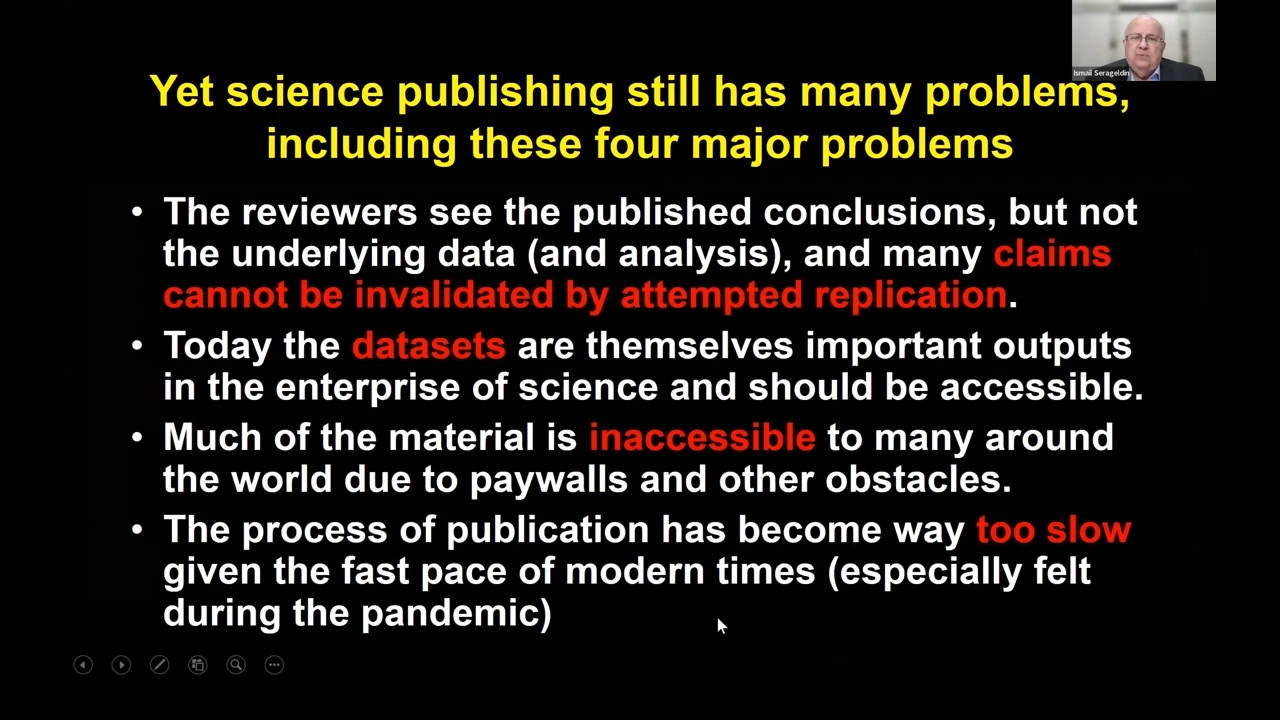 Ismail Serageldin
Yet science publishing still has many problems,
including these four major problems
• The reviewers see the published conclusions, but not
the underlying data (and analysis), and many claims
cannot be invalidated by attempted replication.
• Today the datasets are themselves important outputs
in the enterprise of science and should be accessible.
• Much of the material is inaccessible to many around
the world due to paywalls and other obstacles.
• The process of publication has become way too slow
given the fast pace of modern times (especially felt
during the pandemic)